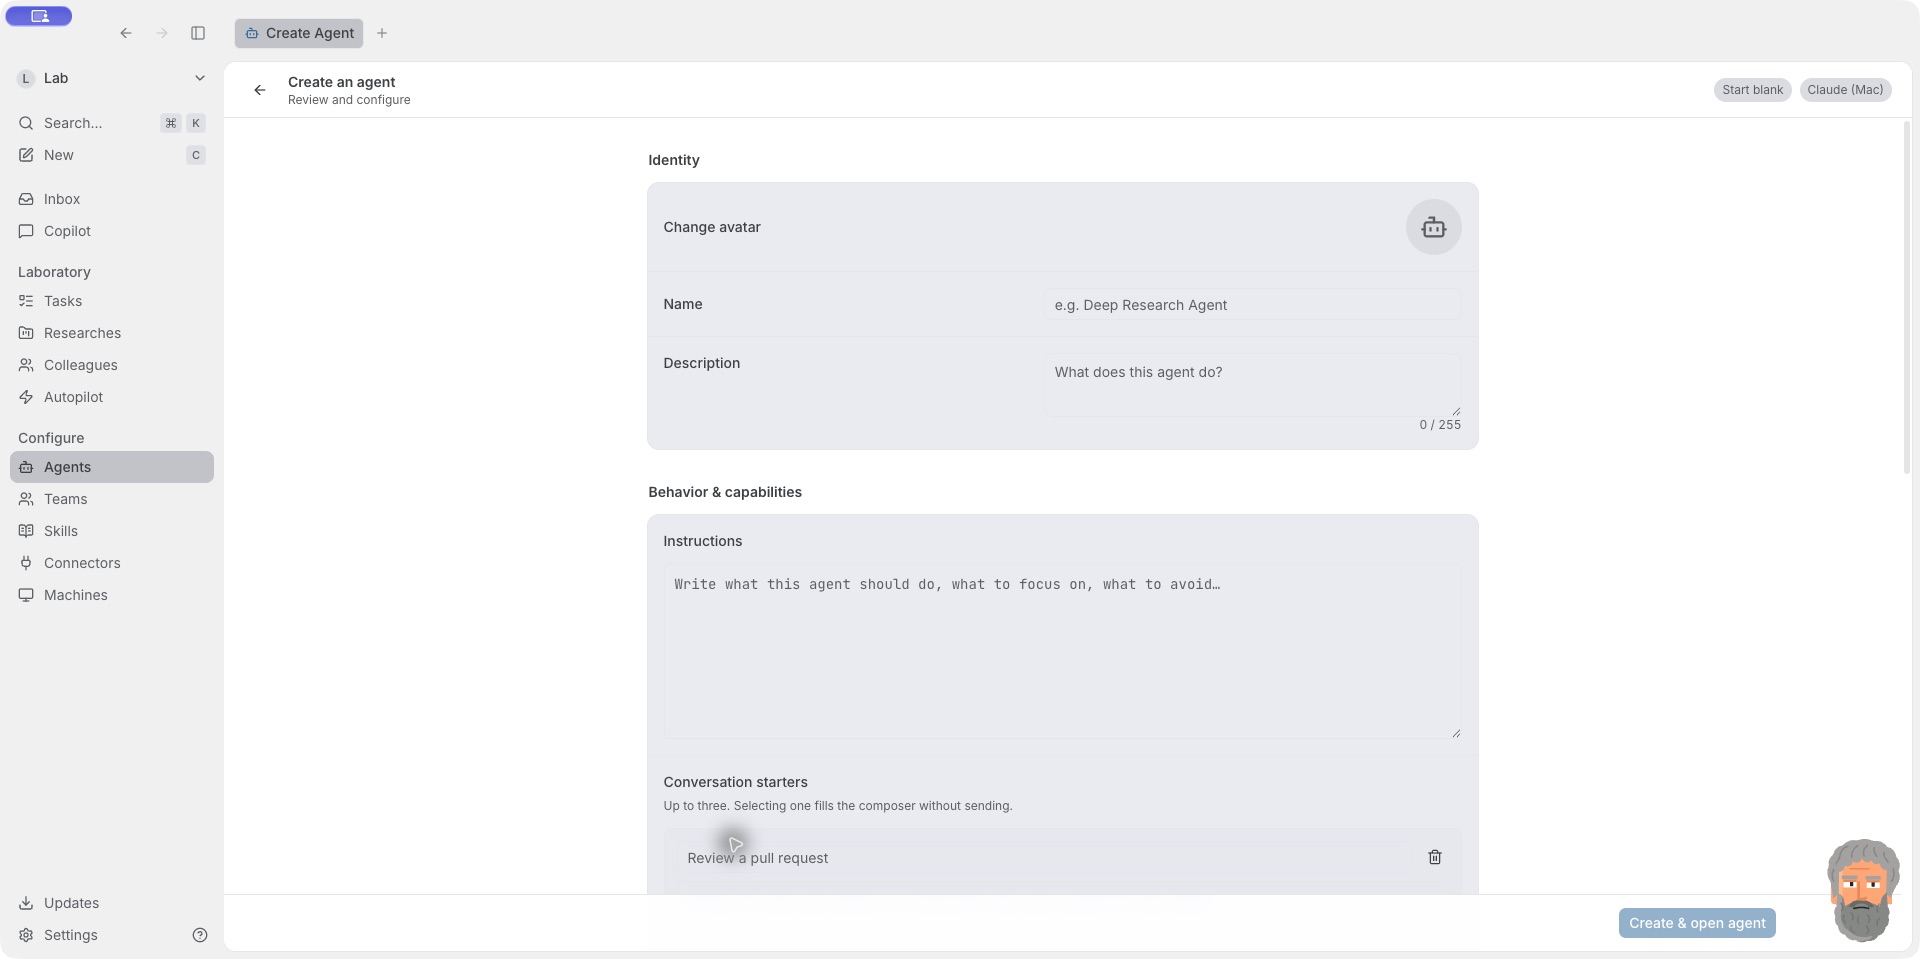 Create Agent
L Lab
Create an agent
Review and configure
Start blank
Claude (Mac)
Search... ⌘ K
New C
Inbox
Copilot
Laboratory
Tasks
Researches
Colleagues
Autopilot
Configure
Agents
Teams
Skills
Connectors
Machines
Updates
Settings
Identity
Change avatar
Name
e.g. Deep Research Agent
Description
What does this agent do?
0 / 255
Behavior & capabilities
Instructions
Write what this agent should do, what to focus on, what to avoid…
Conversation starters
Up to three. Selecting one fills the composer without sending.
Review a pull request
Create & open agent